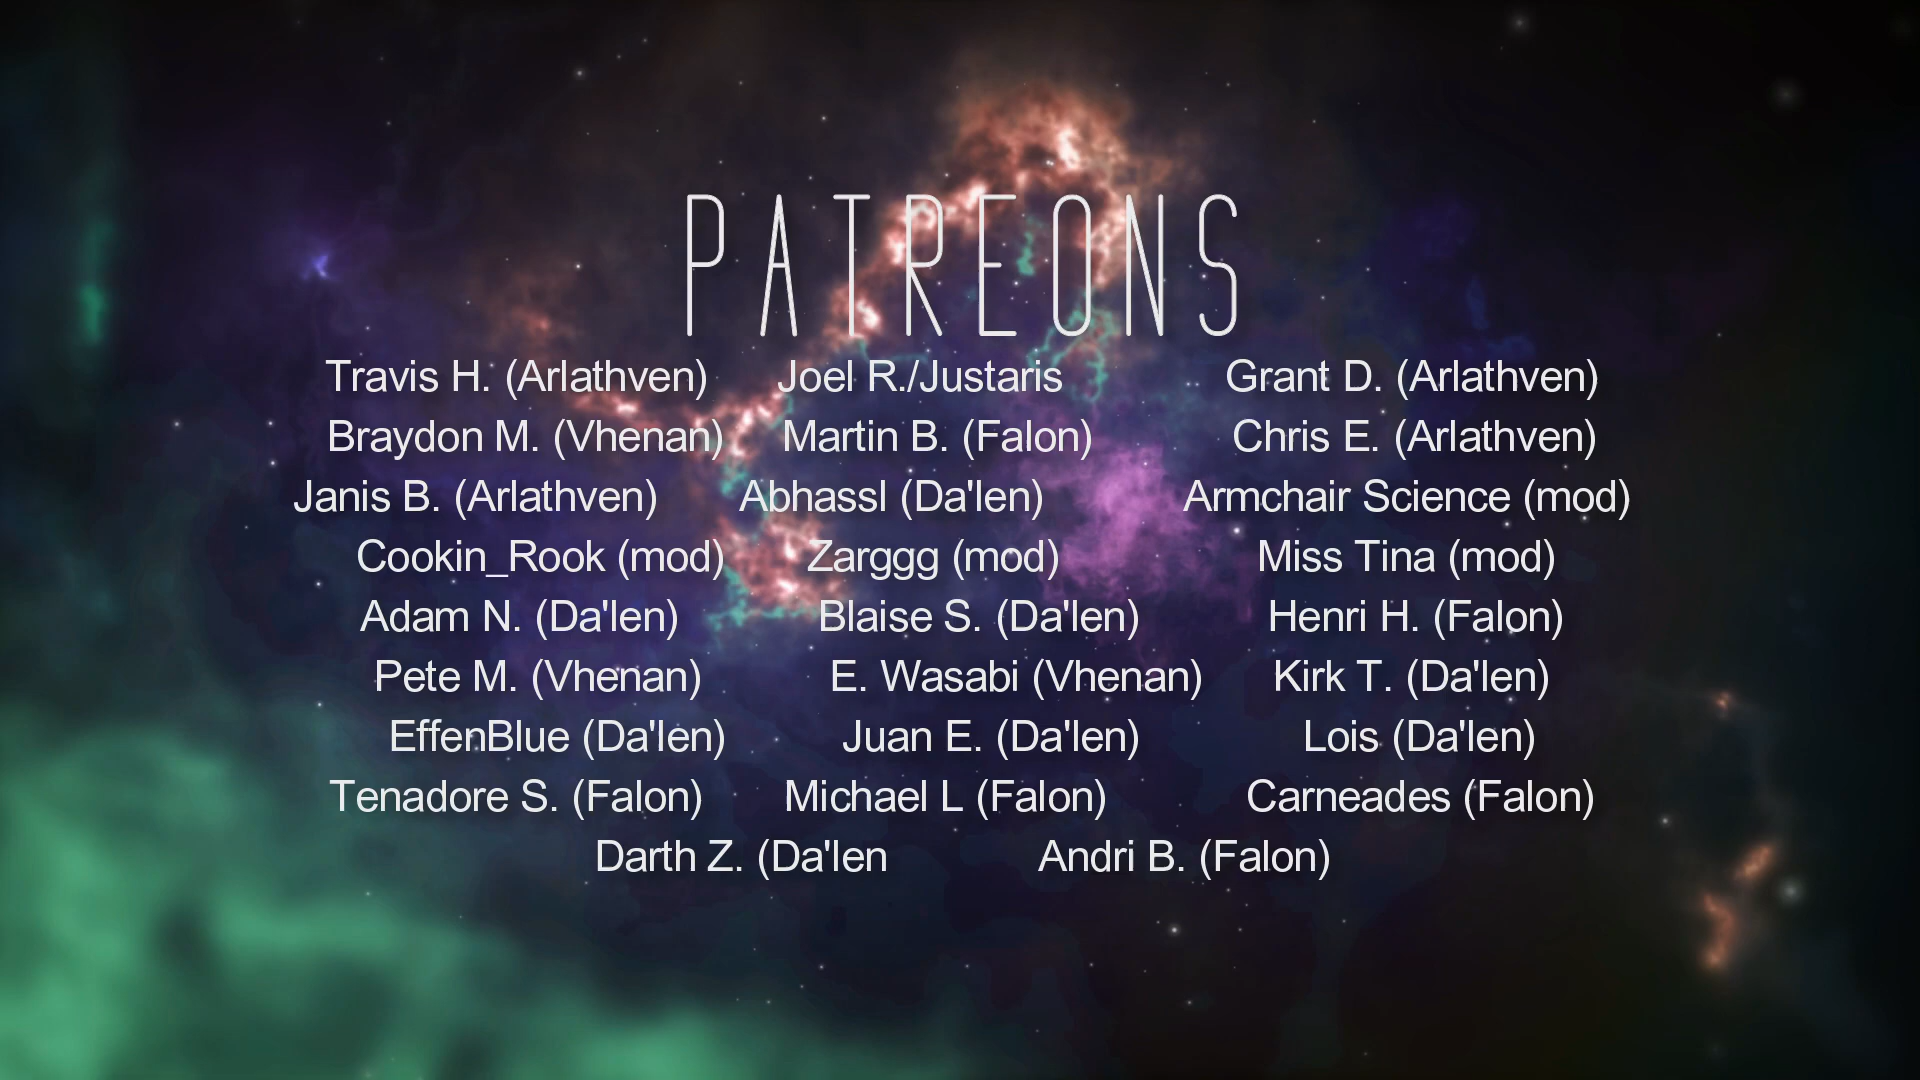 PATREONS
Travis H. (Arlathven) Joel R./Justaris Grant D. (Arlathven)
Braydon M. (Vhenan) Martin B. (Falon) Chris E. (Arlathven)
Janis B. (Arlathven) Abhassl (Da'len) Armchair Science (mod)
Cookin_Rook (mod) Zarggg (mod) Miss Tina (mod)
Adam N. (Da'len) Blaise S. (Da'len) Henri H. (Falon)
Pete M. (Vhenan) E. Wasabi (Vhenan) Kirk T. (Da'len)
EffenBlue (Da'len) Juan E. (Da'len) Lois (Da'len)
Tenadore S. (Falon) Michael L (Falon) Carneades (Falon)
Darth Z. (Da'len Andri B. (Falon)